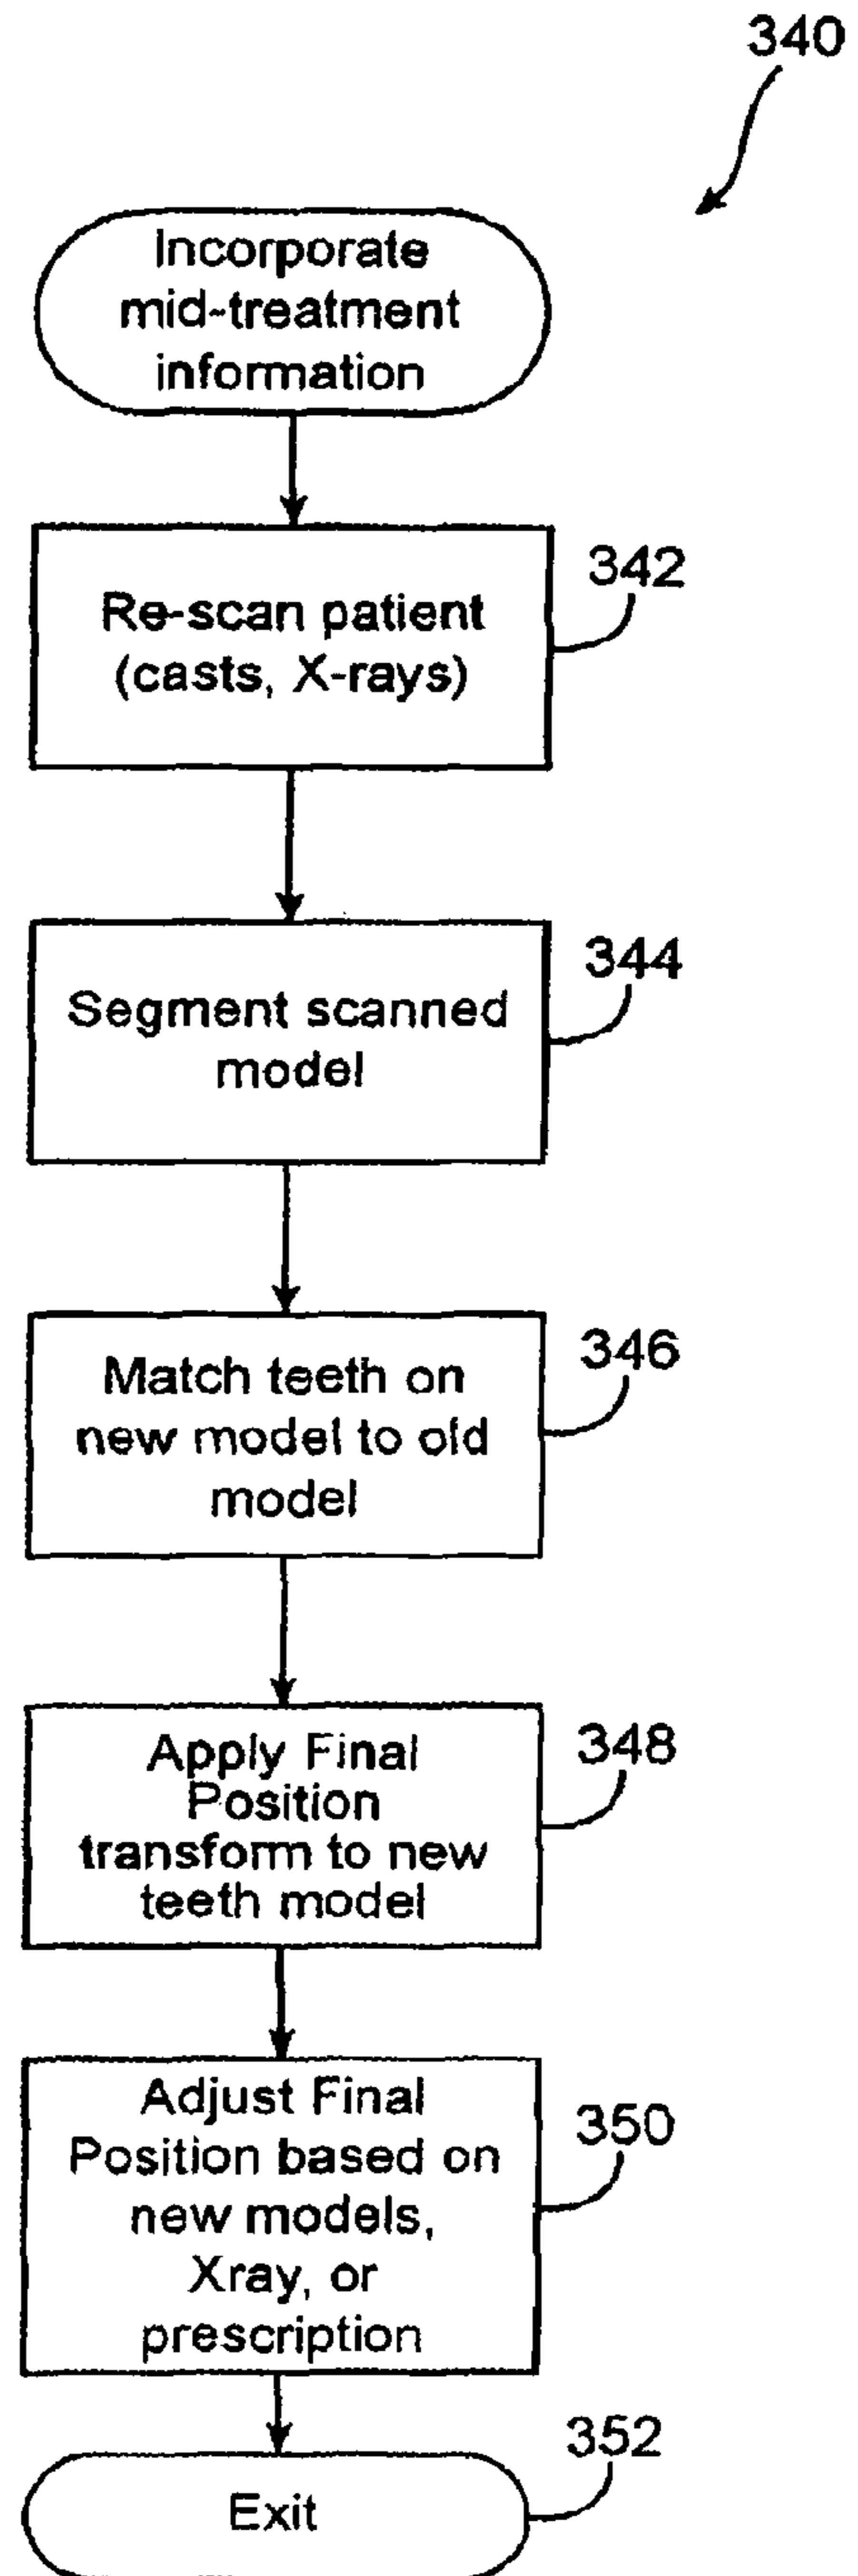 340
Incorporate
mid-treatment
information
342
Re-scan patient
(casts, X-rays)
344
Segment scanned
model
346
Match teeth on
new model to old
model
348
Apply Final
Position
transform to new
teeth model
350
Adjust Final
Position based on
new models,
Xray, or
prescription
352
Exit